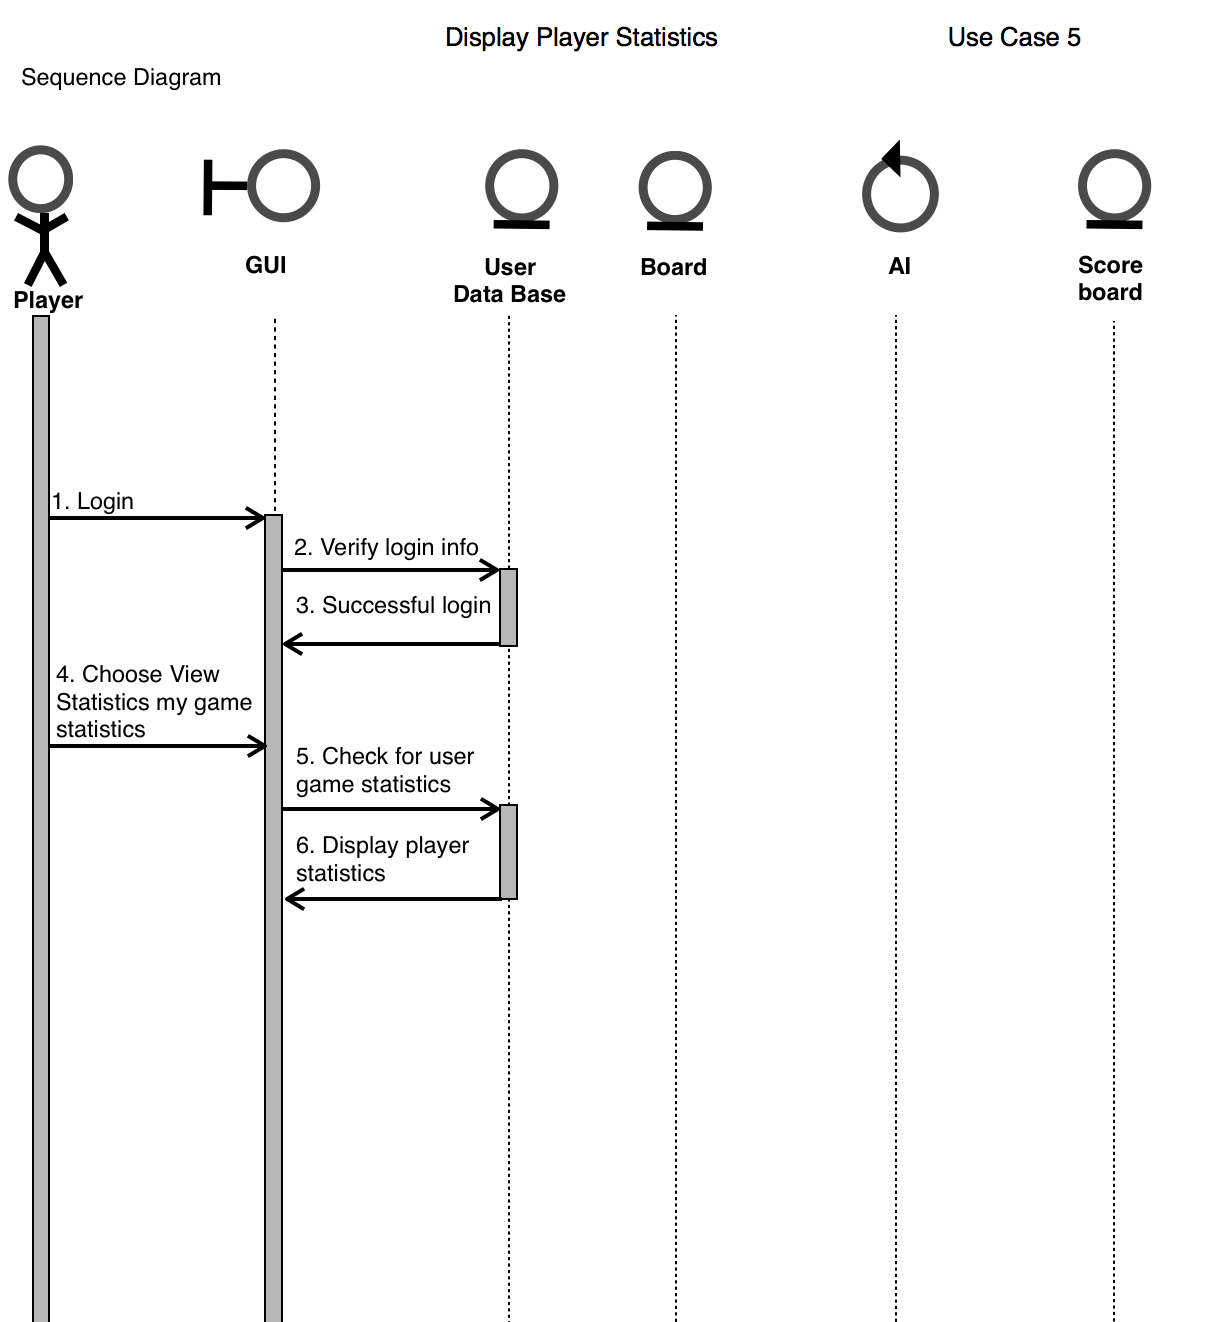 Display Player Statistics
Use Case 5
Sequence Diagram
Player
GUI
User
Data Base
Board
AI
Score
board
1. Login
2. Verify login info
3. Successful login
4. Choose View
Statistics my game
statistics
5. Check for user
game statistics
6. Display player
statistics